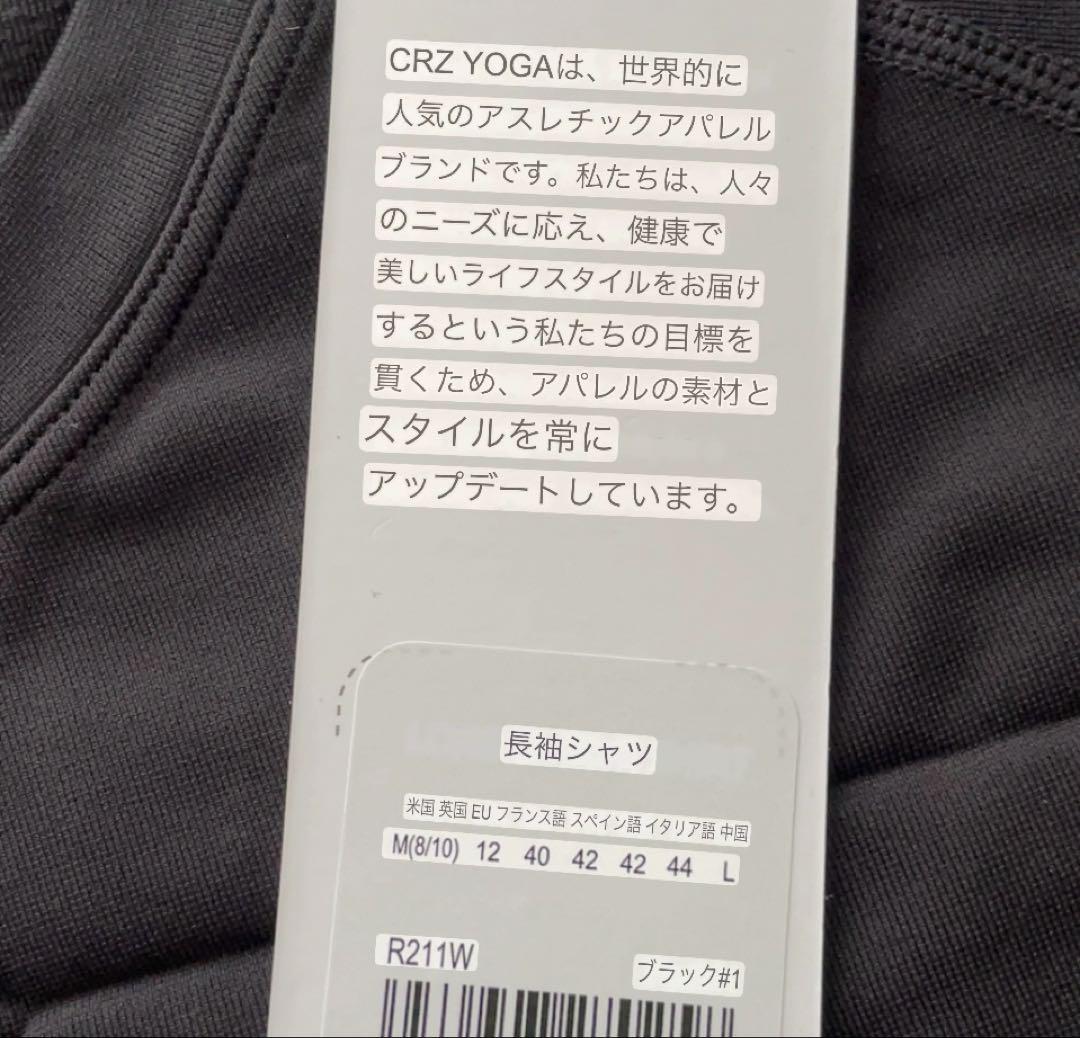 CRZ YOGAは、世界的に
人気のアスレチックアパレル
ブランドです。私たちは、人々
のニーズに応え、健康で
美しいライフスタイルをお届け
するという私たちの目標を
貫くため、アパレルの素材と
スタイルを常に
アップデートしています。
長袖シャツ
米国 英国 EU フランス語 スペイン語 イタリア語 中国
M(8/10) 12 40 42 42 44 L
R211W
ブラック#1